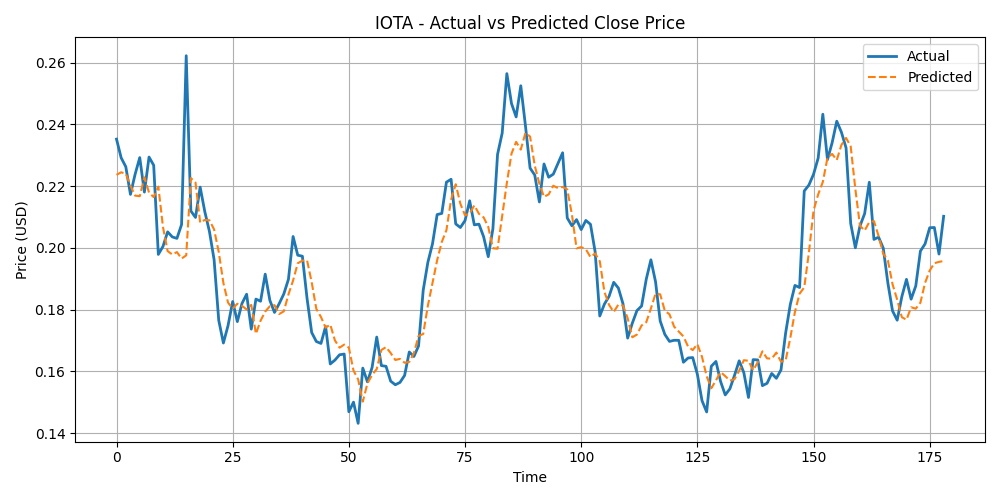 IOTA - Actual vs Predicted Close Price
Actual
Predicted
Price (USD)
0.26
0.24
0.22
0.20
0.18
0.16
0.14
0 25 50 75 100 125 150 175
Time